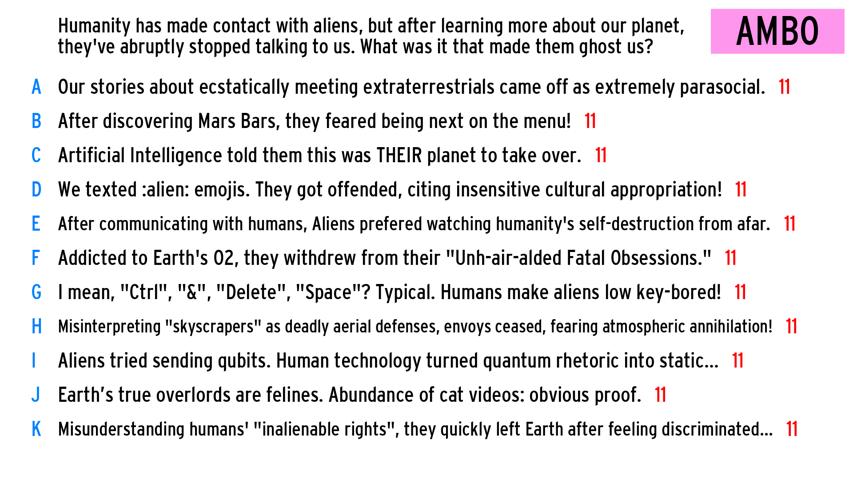 Humanity has made contact with aliens, but after learning more about our planet,
they've abruptly stopped talking to us. What was it that made them ghost us?
AMBO
A Our stories about ecstatically meeting extraterrestrials came off as extremely parasocial. 11
B After discovering Mars Bars, they feared being next on the menu! 11
C Artificial Intelligence told them this was THEIR planet to take over. 11
D We texted :alien: emojis. They got offended, citing insensitive cultural appropriation! 11
E After communicating with humans, Aliens prefered watching humanity's self-destruction from afar. 11
F Addicted to Earth's O2, they withdrew from their "Unh-air-alded Fatal Obsessions." 11
G I mean, "Ctrl", "&", "Delete", "Space"? Typical. Humans make aliens low key-bored! 11
H Misinterpreting "skyscrapers" as deadly aerial defenses, envoys ceased, fearing atmospheric annihilation! 11
I Aliens tried sending qubits. Human technology turned quantum rhetoric into static... 11
J Earth’s true overlords are felines. Abundance of cat videos: obvious proof. 11
K Misunderstanding humans' "inalienable rights", they quickly left Earth after feeling discriminated... 11